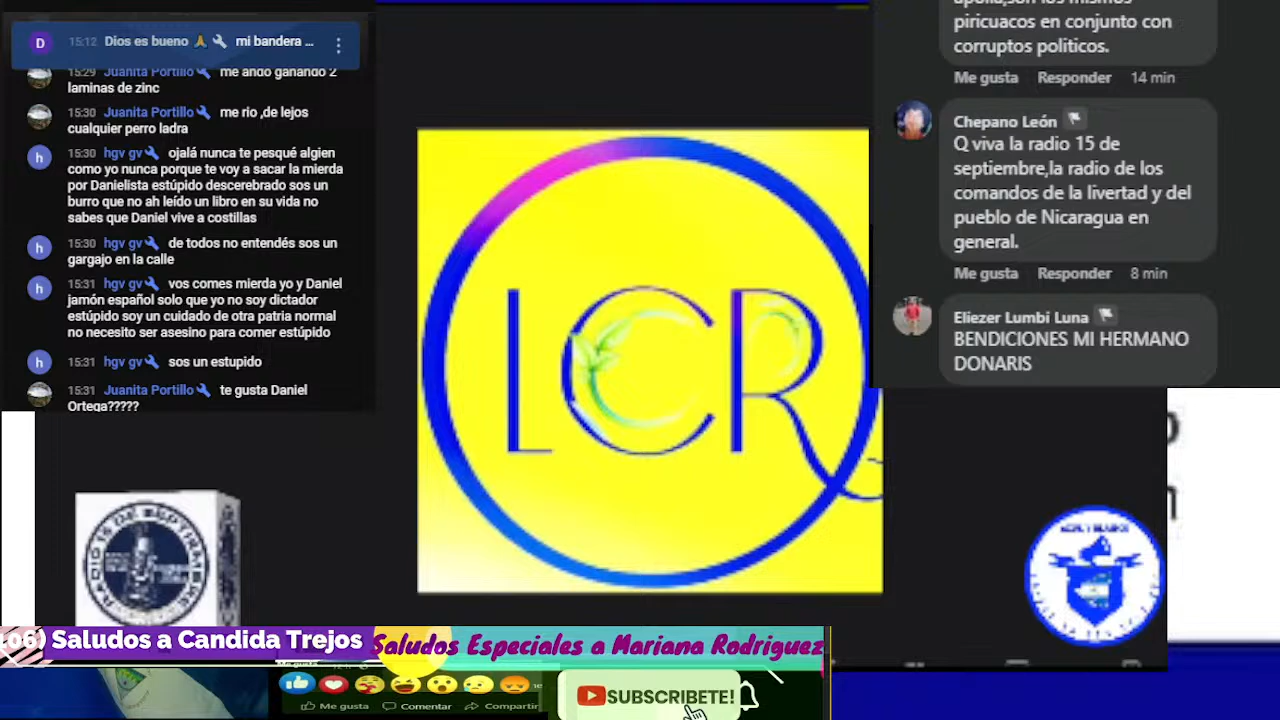 D 15:12 Dios es bueno 🙏 mi bandera ...
15:29 Juanita Portillo me ando ganando 2
laminas de zinc
15:30 Juanita Portillo me rio ,de lejos
cualquier perro ladra
h 15:30 hgv gv ojalá nunca te pesqué algien
como yo nunca porque te voy a sacar la mierda
por Danielista estúpido descerebrado sos un
burro que no ah leído un libro en su vida no
sabes que Daniel vive a costillas
h 15:30 hgv gv de todos no entendés sos un
gargajo en la calle
h 15:31 hgv gv vos comes mierda yo y Daniel
jamón español solo que yo no soy dictador
estúpido soy un cuidado de otra patria normal
no necesito ser asesino para comer estúpido
h 15:31 hgv gv sos un estupido
15:31 Juanita Portillo te gusta Daniel
Ortega?????
LCR
piricuacos en conjunto con
corruptos politicos.
Me gusta Responder 14 min
Chepano León
Q viva la radio 15 de
septiembre,la radio de los
comandos de la livertad y del
pueblo de Nicaragua en
general.
Me gusta Responder 8 min
Eliezer Lumbi Luna
BENDICIONES MI HERMANO
DONARIS
RADIO 15 DE SEPTIEMBRE
AZUL Y BLANCO
106) Saludos a Candida Trejos
Saludos Especiales a Mariana Rodriguez
Me gusta Comentar Compartir
SUBSCRIBETE!